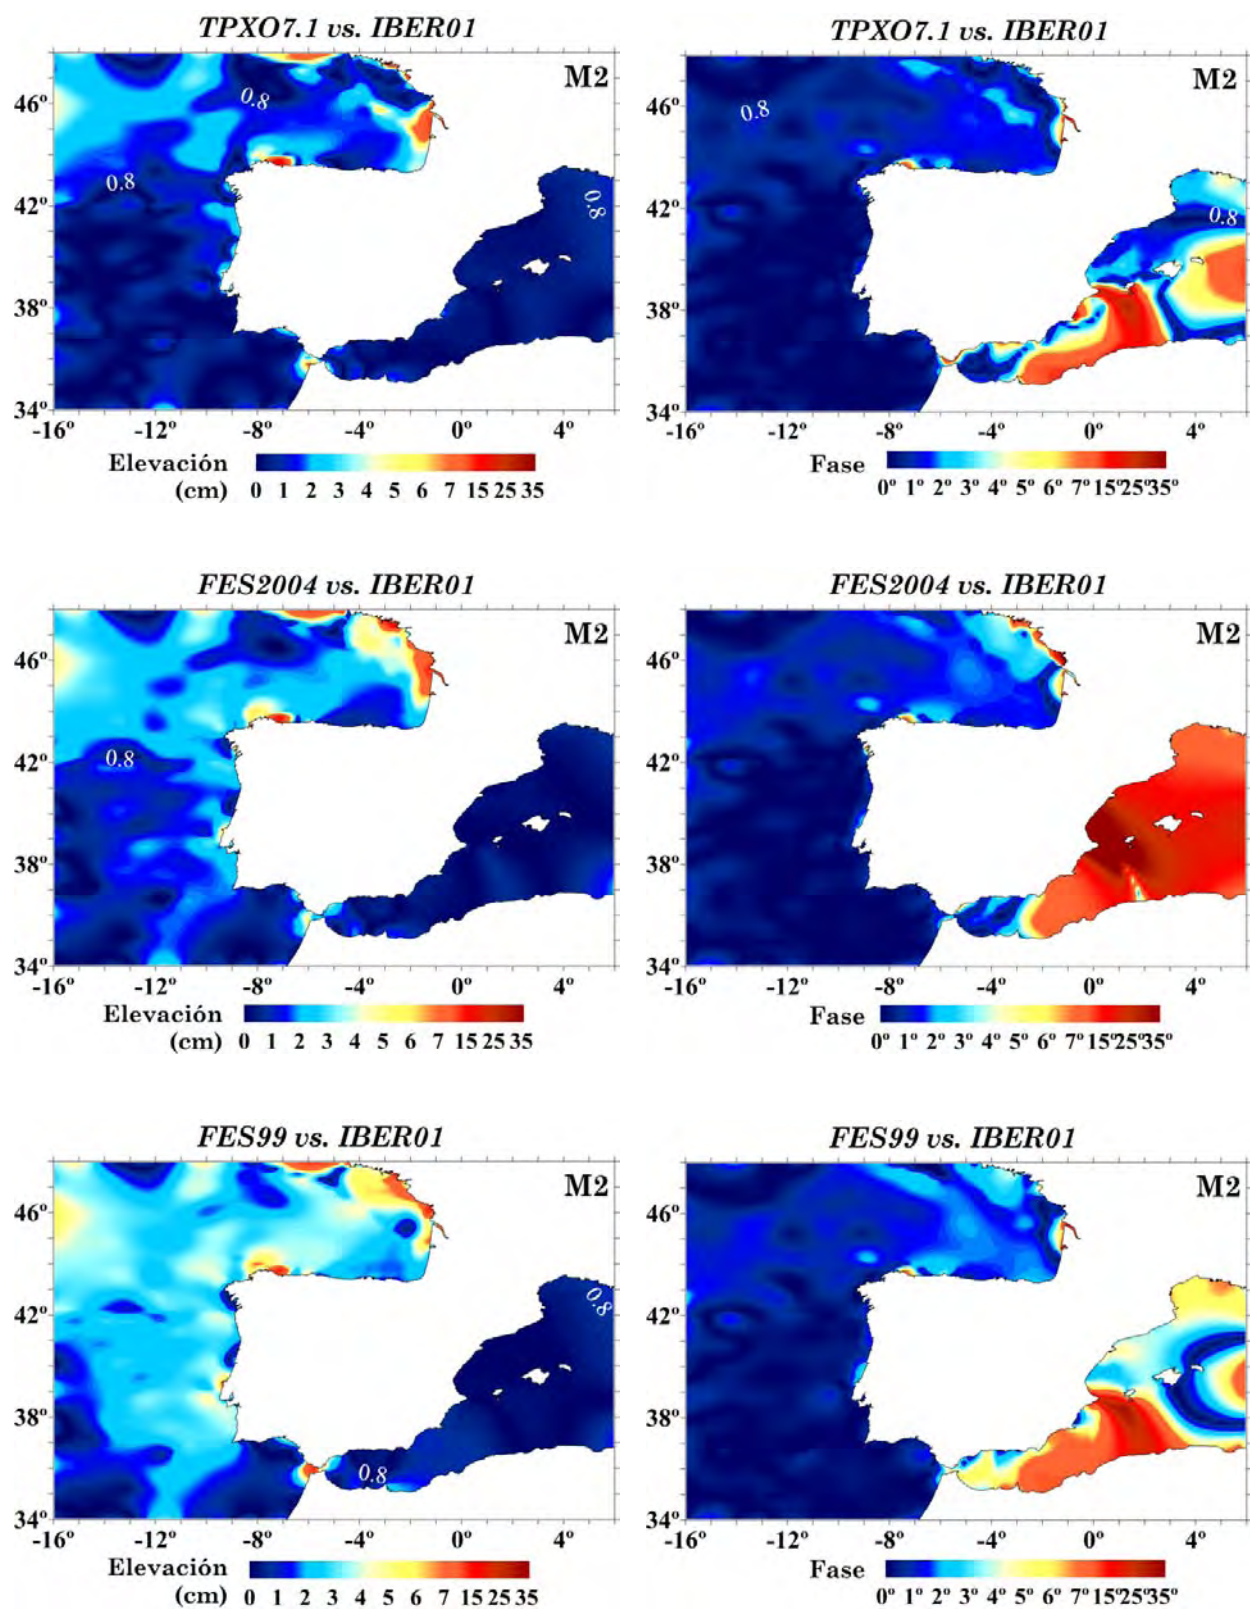 TPXO7.1 vs. IBER01
M2
0.8
0.8
0.8
46º
42º
38º
34º
-16º -12º -8º -4º 0º 4º
Elevación
(cm)
0 1 2 3 4 5 6 7 15 25 35
TPXO7.1 vs. IBER01
M2
0.8
0.8
46º
42º
38º
34º
-16º -12º -8º -4º 0º 4º
Fase
0º 1º 2º 3º 4º 5º 6º 7º 15º 25º 35º
FES2004 vs. IBER01
M2
0.8
46º
42º
38º
34º
-16º -12º -8º -4º 0º 4º
Elevación
(cm)
0 1 2 3 4 5 6 7 15 25 35
FES2004 vs. IBER01
M2
46º
42º
38º
34º
-16º -12º -8º -4º 0º 4º
Fase
0º 1º 2º 3º 4º 5º 6º 7º 15º 25º 35º
FES99 vs. IBER01
M2
0.8
0.8
46º
42º
38º
34º
-16º -12º -8º -4º 0º 4º
Elevación
(cm)
0 1 2 3 4 5 6 7 15 25 35
FES99 vs. IBER01
M2
46º
42º
38º
34º
-16º -12º -8º -4º 0º 4º
Fase
0º 1º 2º 3º 4º 5º 6º 7º 15º 25º 35º